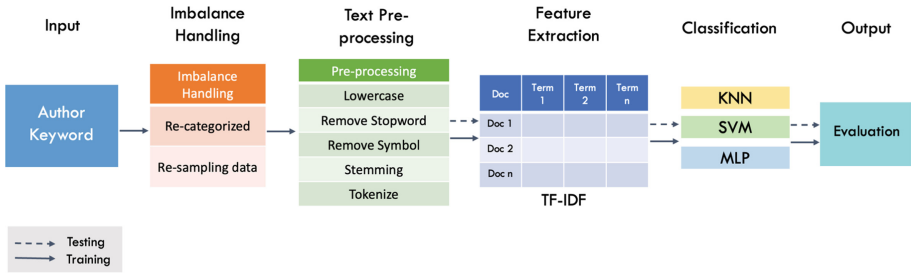 Input
Imbalance
Handling
Text Pre-
processing
Feature
Extraction
Classification
Output
Author
Keyword
Imbalance
Handling
Re-categorized
Re-sampling data
Pre-processing
Lowercase
Remove Stopword
Remove Symbol
Stemming
Tokenize
Doc Term 1 Term 2 Term n
Doc 1
Doc 2
Doc n
TF-IDF
KNN
SVM
MLP
Evaluation
Testing
Training